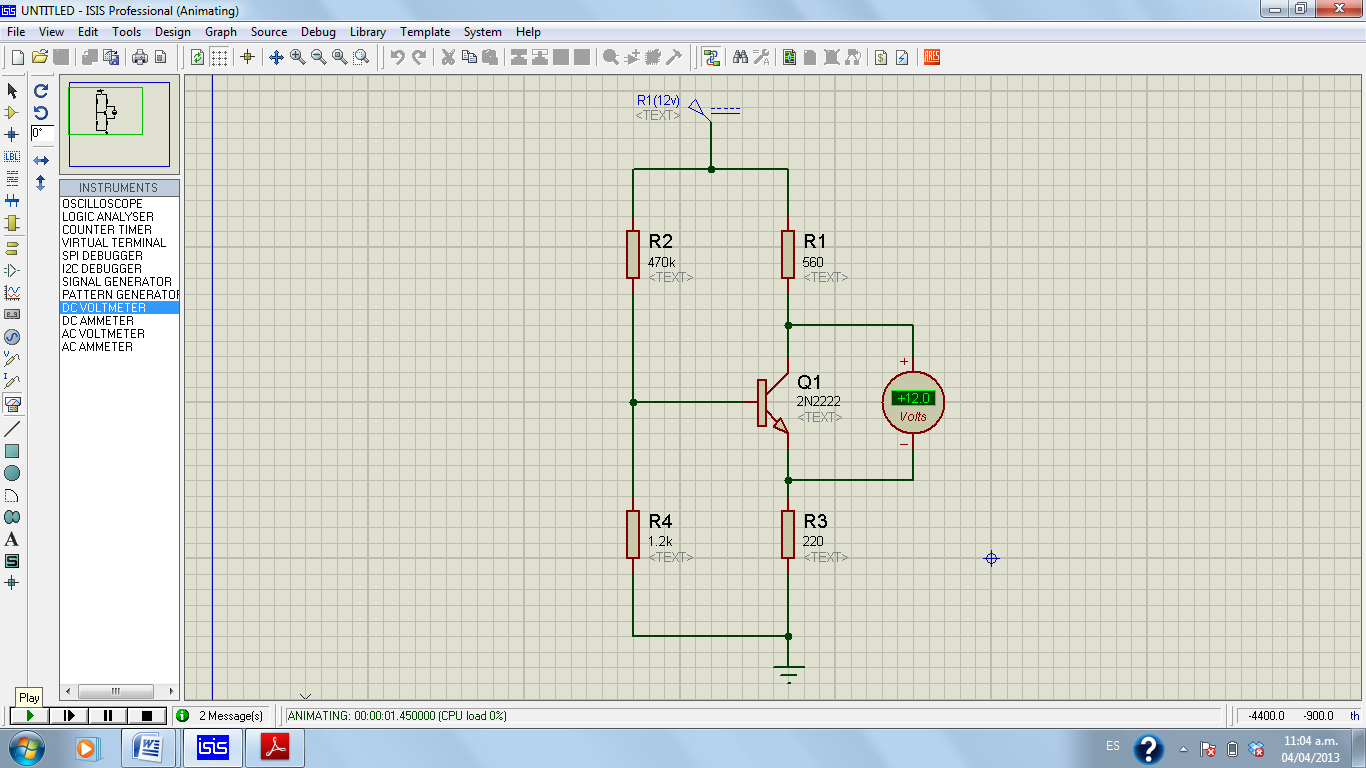 UNTITLED - ISIS Professional (Animating)
File View Edit Tools Design Graph Source Debug Library Template System Help
ARES
0°
LBL
INSTRUMENTS
OSCILLOSCOPE
LOGIC ANALYSER
COUNTER TIMER
VIRTUAL TERMINAL
SPI DEBUGGER
I2C DEBUGGER
SIGNAL GENERATOR
PATTERN GENERATOR
DC VOLTMETER
DC AMMETER
AC VOLTMETER
AC AMMETER
R1(12v)
<TEXT>
R2
470k
<TEXT>
R1
560
<TEXT>
Q1
2N2222
<TEXT>
+
+12.0
Volts
−
R4
1.2k
<TEXT>
R3
220
<TEXT>
Play
2 Message(s)
ANIMATING: 00:00:01.450000 (CPU load 0%)
-4400.0 -900.0 th
isis
ES
11:04 a.m.
04/04/2013